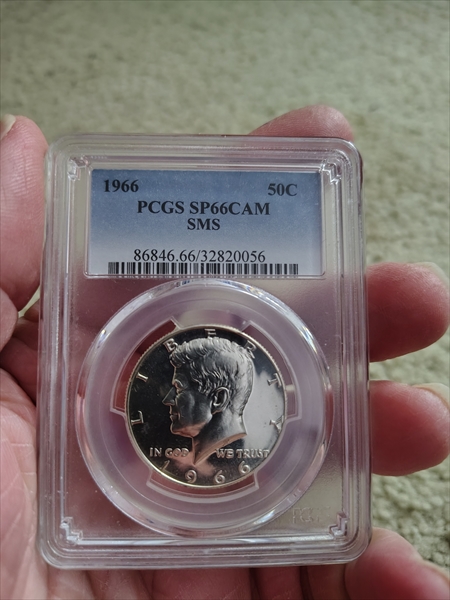 1966 50C
PCGS SP66CAM
SMS
86846.66/32820056
LIBERTY
IN GOD WE TRUST
1966